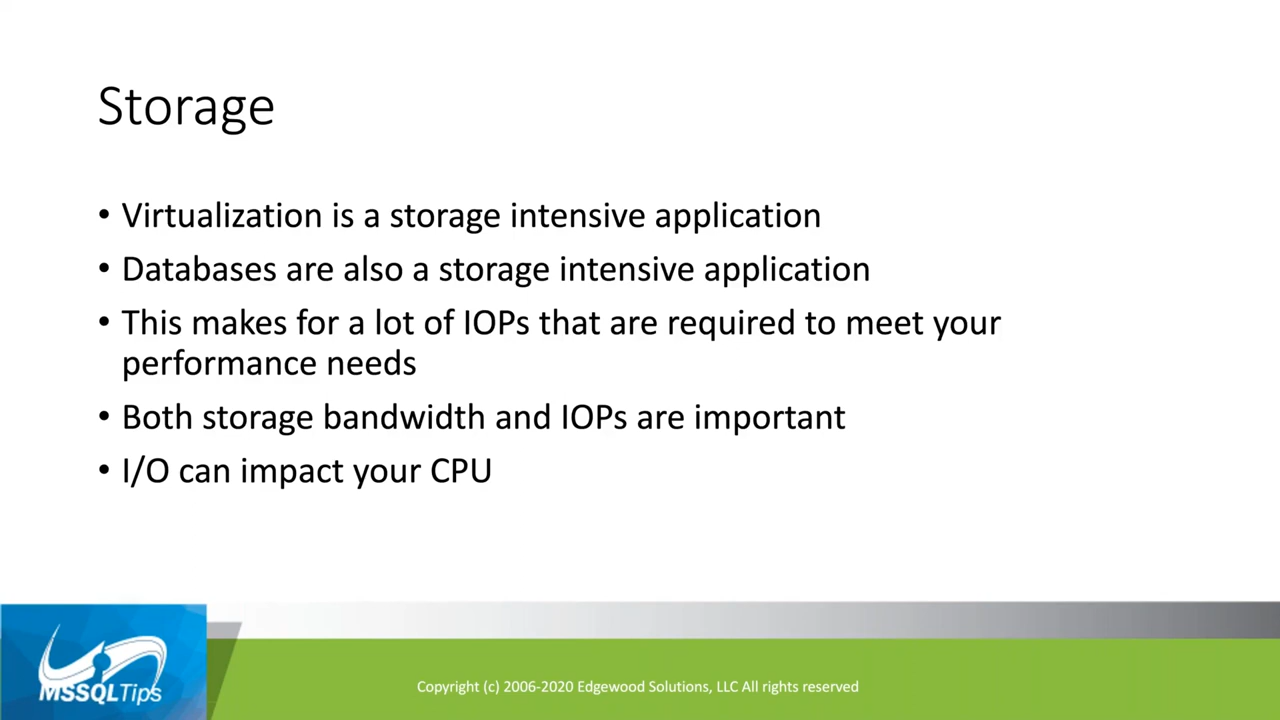 Storage
• Virtualization is a storage intensive application
• Databases are also a storage intensive application
• This makes for a lot of IOPs that are required to meet your
performance needs
• Both storage bandwidth and IOPs are important
• I/O can impact your CPU
MSSQLTips
Copyright (c) 2006-2020 Edgewood Solutions, LLC All rights reserved